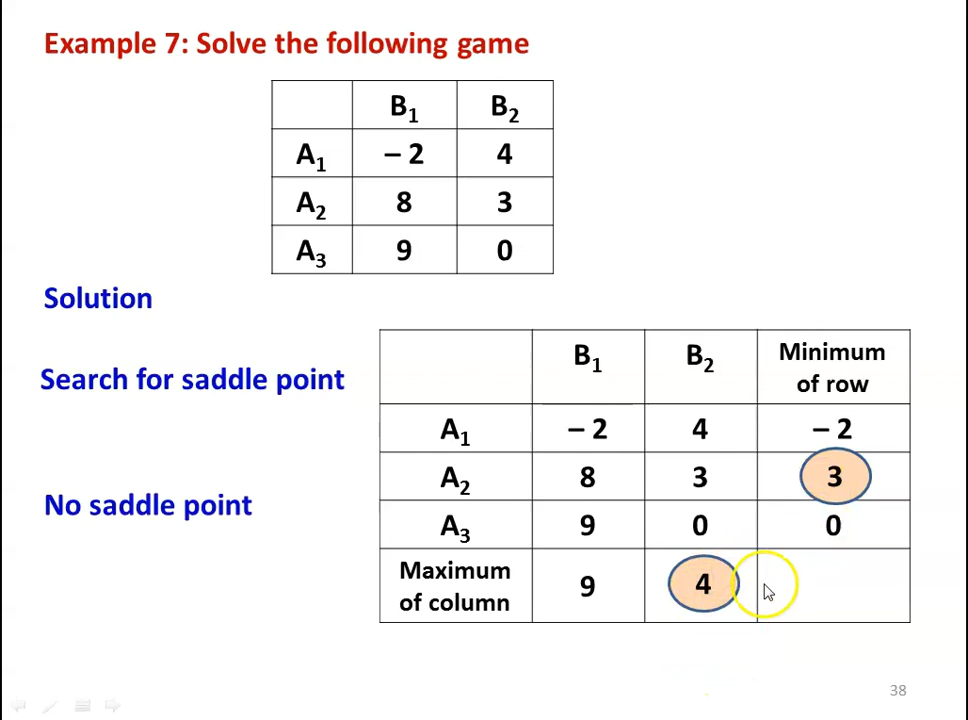 Example 7: Solve the following game
B₁ B₂
A₁ – 2 4
A₂ 8 3
A₃ 9 0
Solution
Search for saddle point
No saddle point
B₁ B₂ Minimum
of row
A₁ – 2 4 – 2
A₂ 8 3 3
A₃ 9 0 0
Maximum
of column 9 4
38